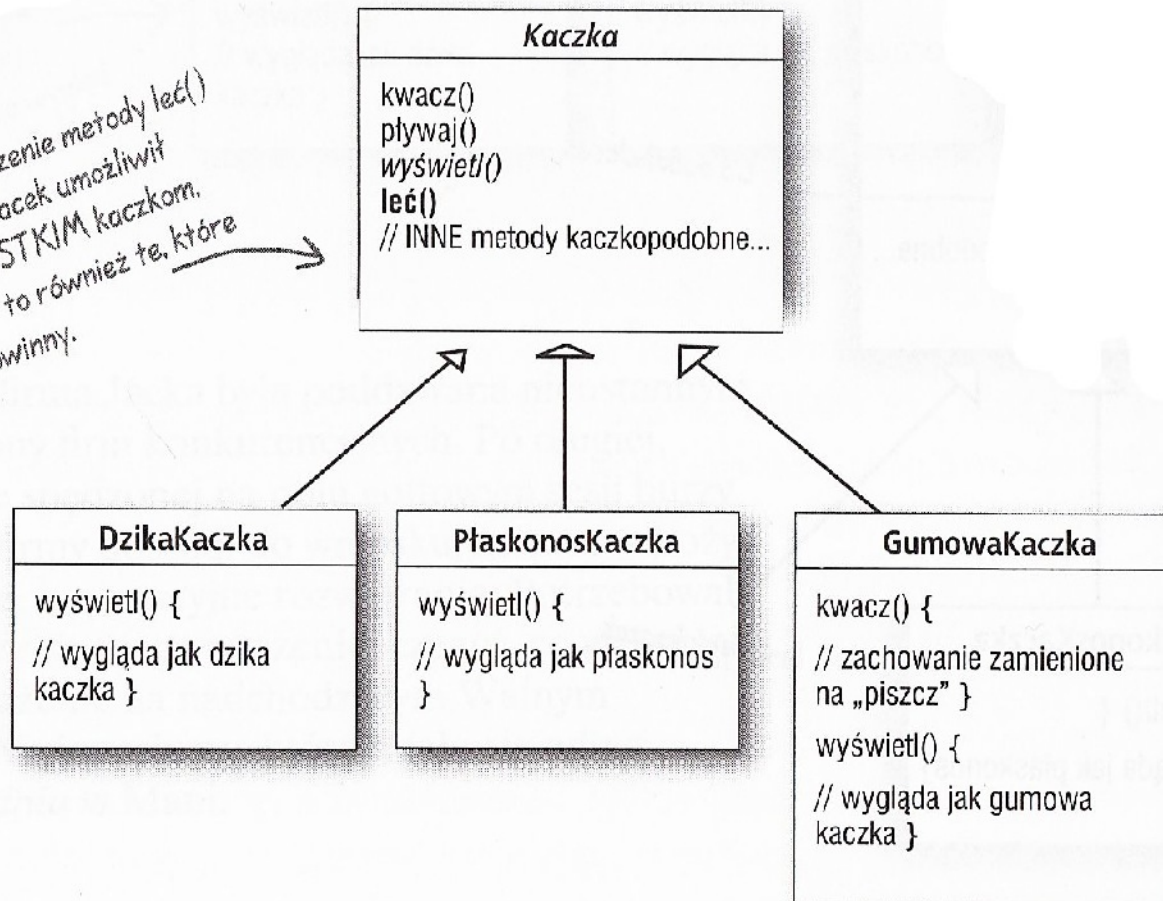 zenie metody leć()
acek umożliwił
STKIM kaczkom.
to również te, które
winny.
Kaczka
kwacz()
pływaj()
wyświetl()
leć()
// INNE metody kaczkopodobne...
DzikaKaczka
wyświetl() {
// wygląda jak dzika
kaczka }
PłaskonosKaczka
wyświetl() {
// wygląda jak płaskonos
}
GumowaKaczka
kwacz() {
// zachowanie zamienione
na „piszcz” }
wyświetl() {
// wygląda jak gumowa
kaczka }